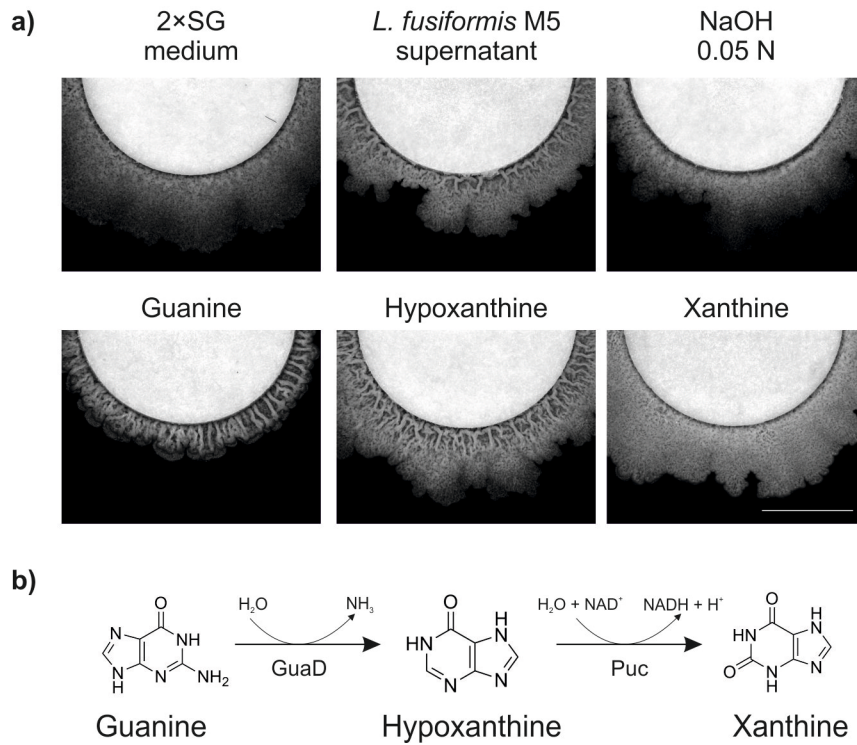 a)
2×SG
medium
L. fusiformis M5
supernatant
NaOH
0.05 N
Guanine
Hypoxanthine
Xanthine
b)
H₂O
NH₃
GuaD
H₂O + NAD⁺
NADH + H⁺
Puc
O
N
NH
N
H
N
NH₂
O
H
N
HN
N
N
O
H
N
HN
O
N
H
N
Guanine
Hypoxanthine
Xanthine